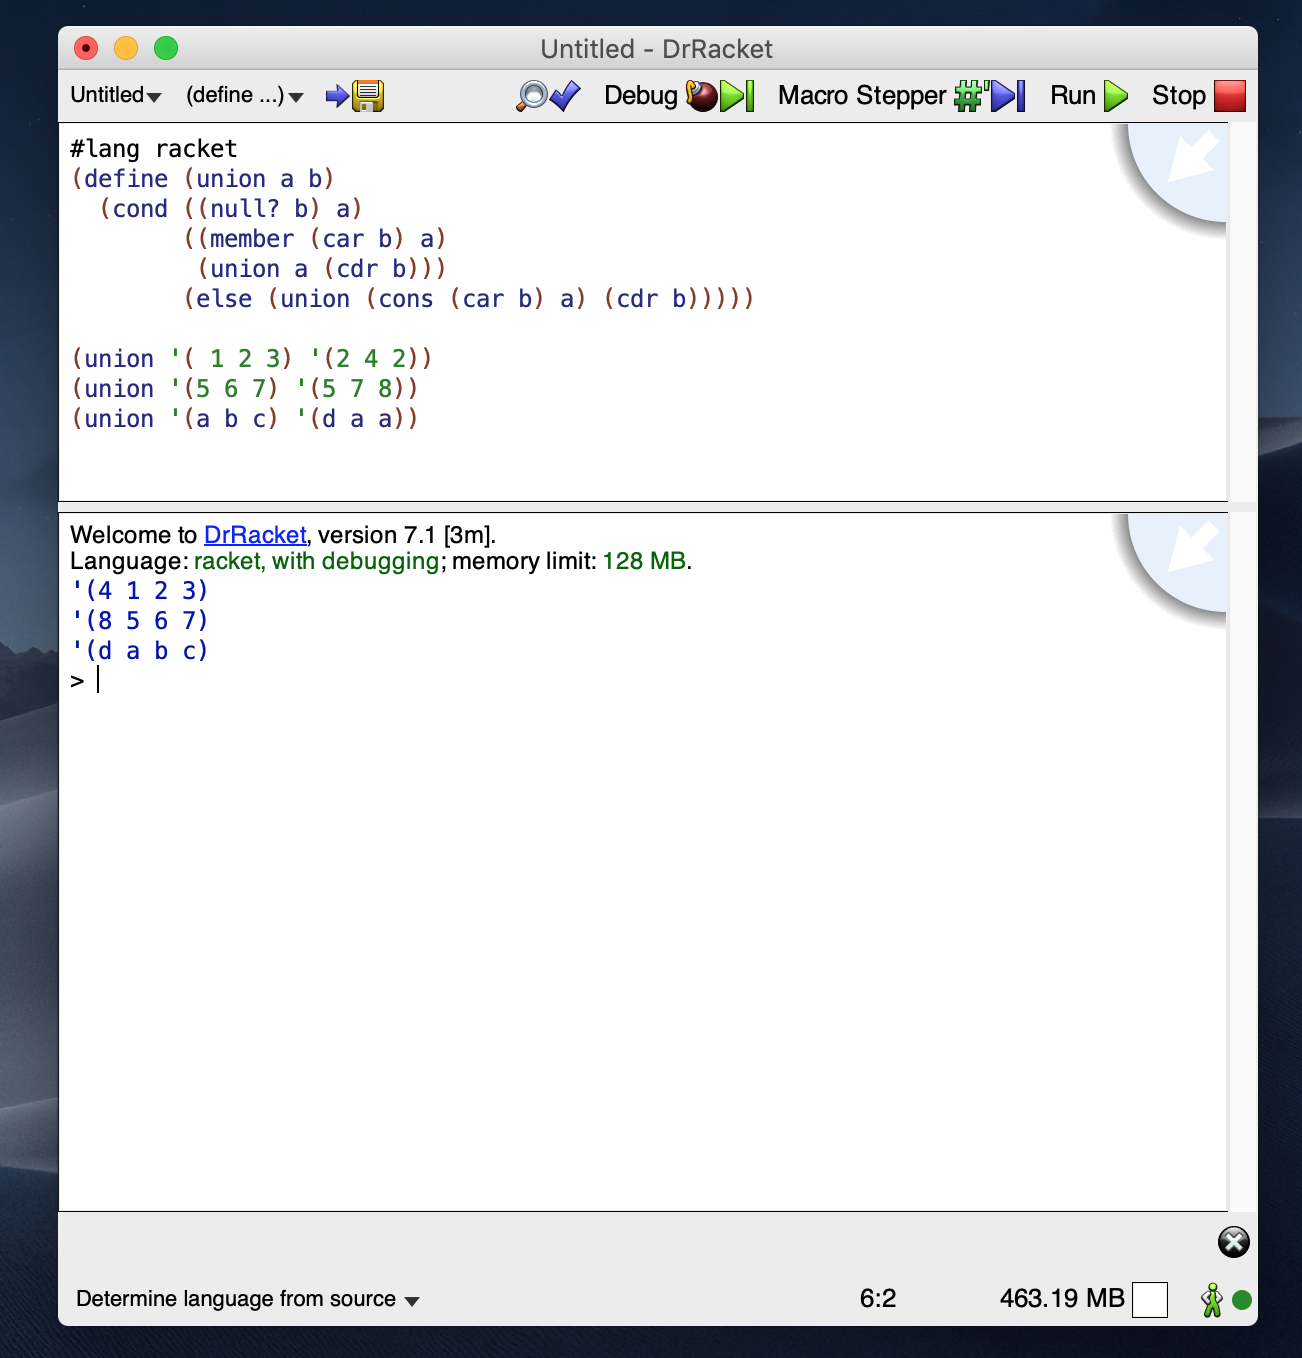 Untitled - DrRacket
Untitled (define ...) Debug Macro Stepper #' Run Stop
#lang racket
(define (union a b)
  (cond ((null? b) a)
        ((member (car b) a)
         (union a (cdr b)))
        (else (union (cons (car b) a) (cdr b)))))
(union '( 1 2 3) '(2 4 2))
(union '(5 6 7) '(5 7 8))
(union '(a b c) '(d a a))
Welcome to DrRacket, version 7.1 [3m].
Language: racket, with debugging; memory limit: 128 MB.
'(4 1 2 3)
'(8 5 6 7)
'(d a b c)
>
Determine language from source 6:2 463.19 MB